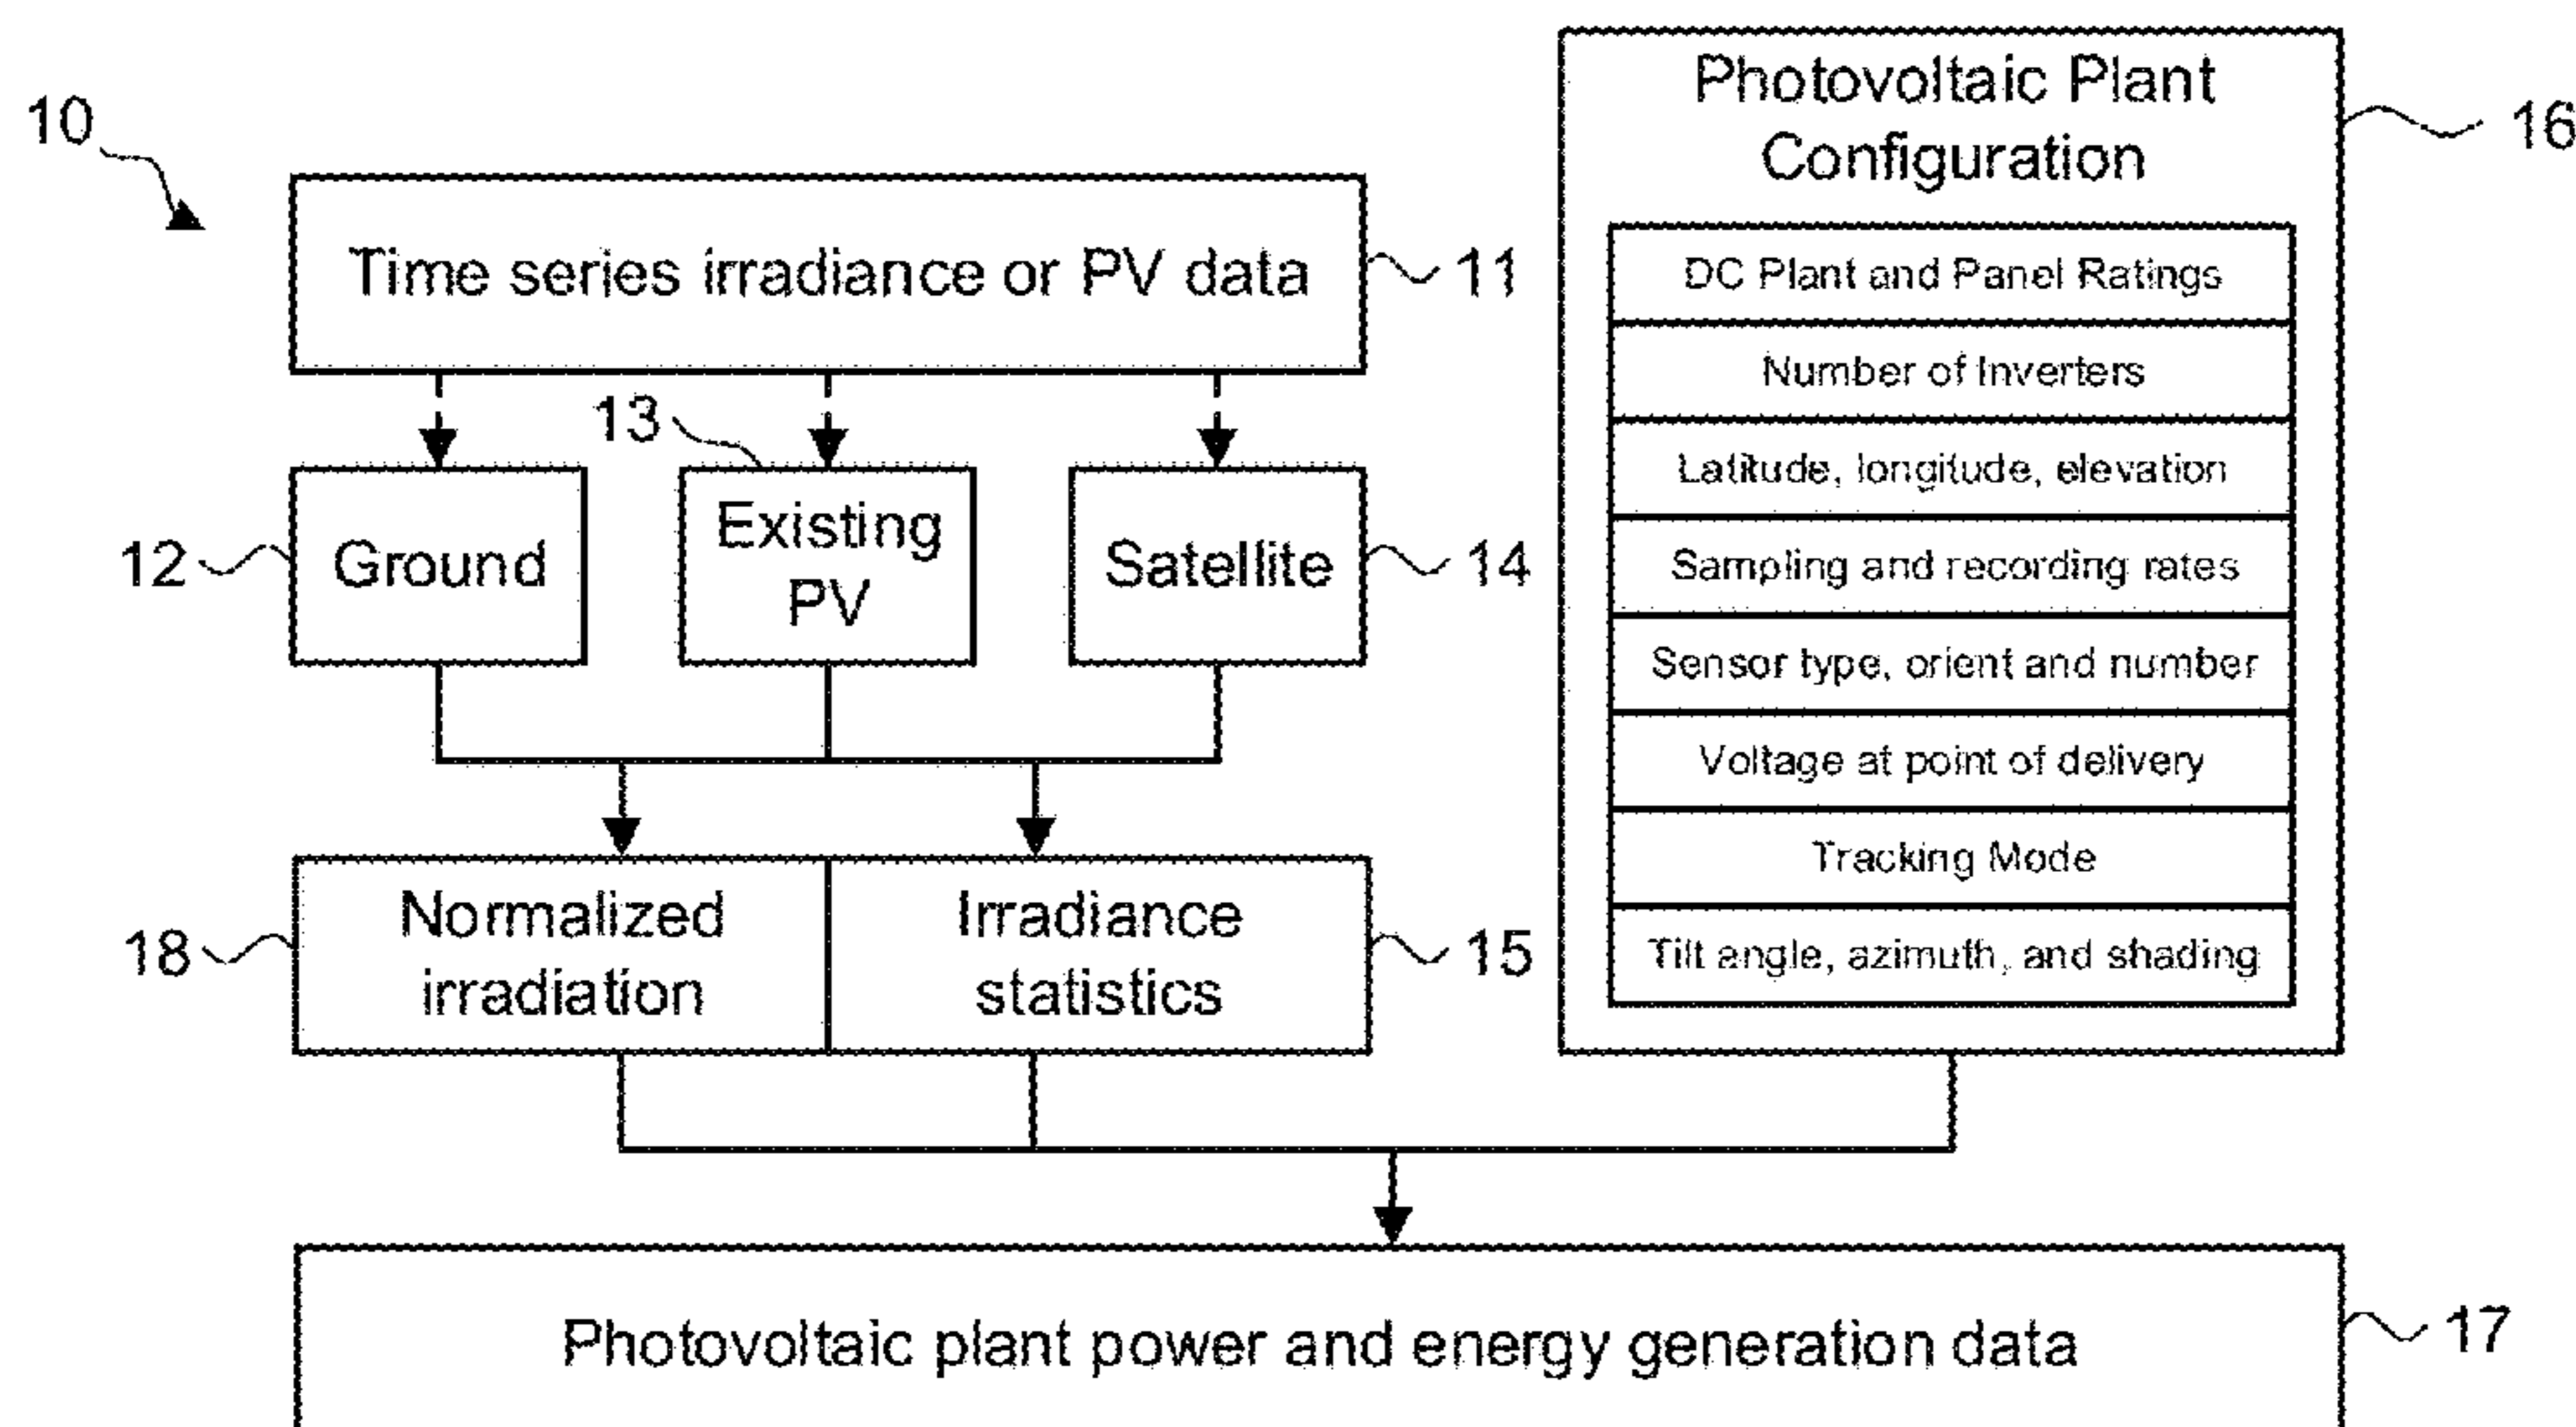 10
Time series irradiance or PV data
11
13
12
Ground
Existing
PV
Satellite
14
18
Normalized
irradiation
Irradiance
statistics
15
Photovoltaic Plant
Configuration
16
DC Plant and Panel Ratings
Number of Inverters
Latitude, longitude, elevation
Sampling and recording rates
Sensor type, orient and number
Voltage at point of delivery
Tracking Mode
Tilt angle, azimuth, and shading
Photovoltaic plant power and energy generation data
17